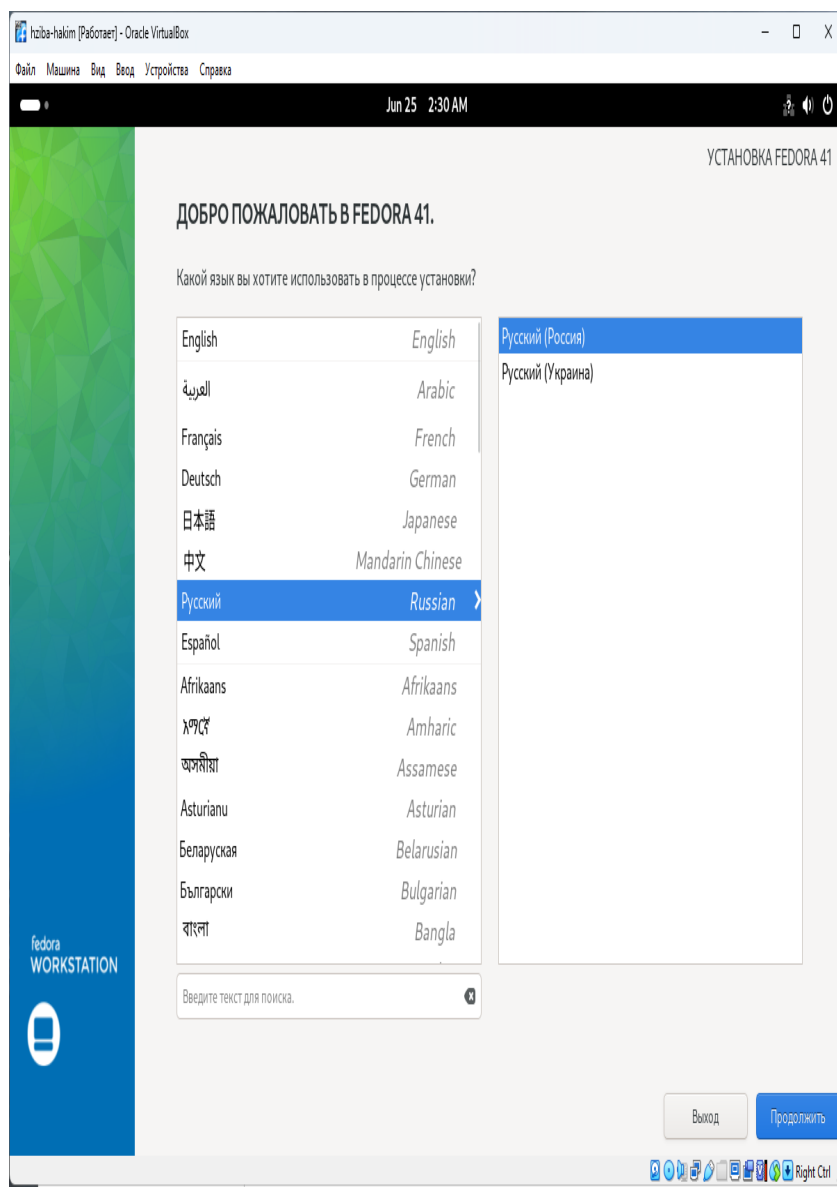 hziba-hakim [Работает] - Oracle VirtualBox
Файл Машина Вид Ввод Устройства Справка
Jun 25 2:30 AM
УСТАНОВКА FEDORA 41
ДОБРО ПОЖАЛОВАТЬ В FEDORA 41.
Какой язык вы хотите использовать в процессе установки?
English English
العربية Arabic
Français French
Deutsch German
日本語 Japanese
中文 Mandarin Chinese
Русский Russian
Español Spanish
Afrikaans Afrikaans
አማርኛ Amharic
অসমীয়া Assamese
Asturianu Asturian
Беларуская Belarusian
Български Bulgarian
বাংলা Bangla
Русский (Россия)
Русский (Украина)
Введите текст для поиска.
fedora
WORKSTATION
Выход
Продолжить
Right Ctrl